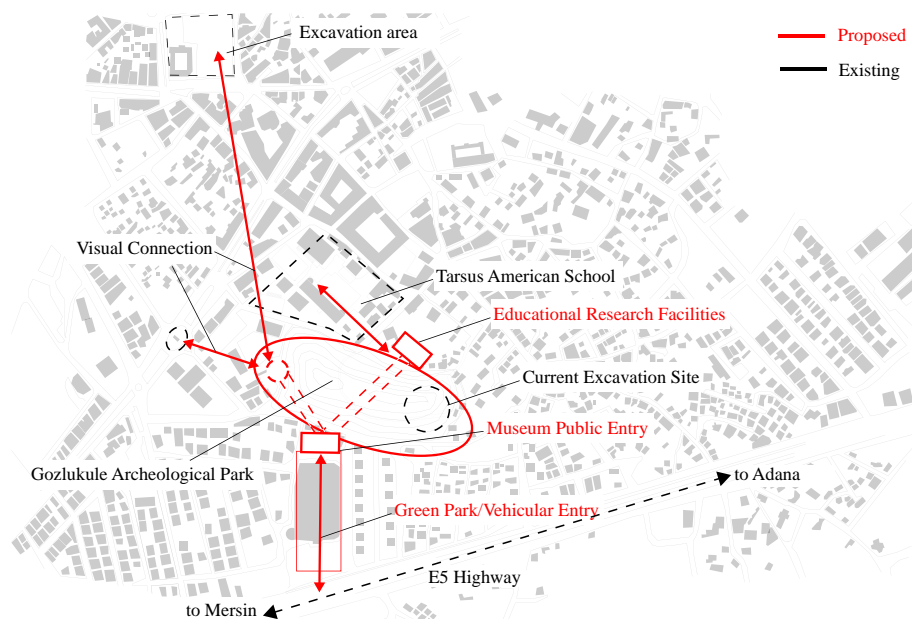 Excavation area
Proposed
Existing
Visual Connection
Tarsus American School
Educational Research Facilities
Current Excavation Site
Museum Public Entry
Gozlukule Archeological Park
to Adana
Green Park/Vehicular Entry
E5 Highway
to Mersin